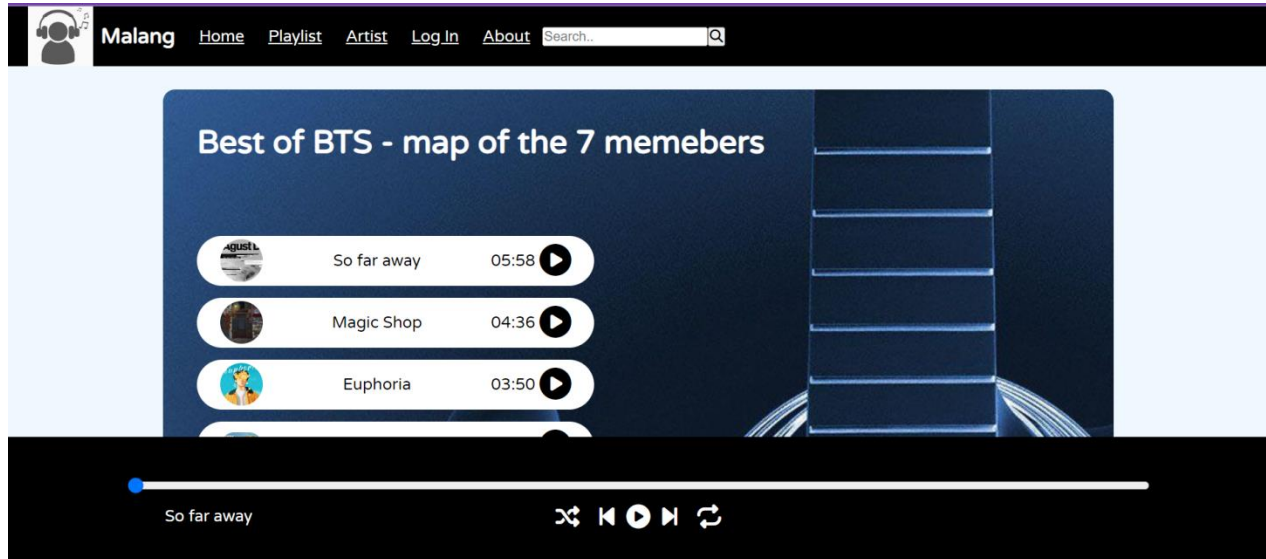 Malang Home Playlist Artist Log In About Search..
Best of BTS - map of the 7 memebers
So far away 05:58
Magic Shop 04:36
Euphoria 03:50
So far away